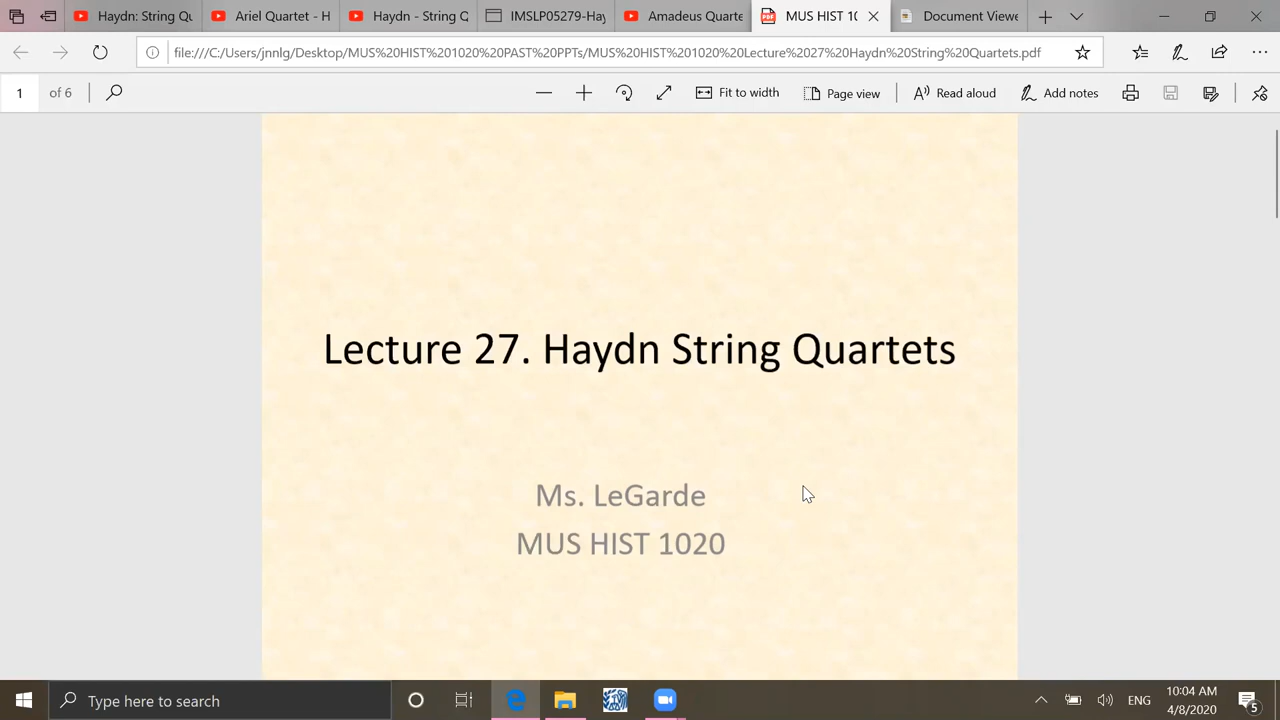 Haydn: String Qu
Ariel Quartet - H
Haydn - String Q
IMSLP05279-Hay
Amadeus Quarte
MUS HIST 10
Document Viewe
file:///C:/Users/jnnlg/Desktop/MUS%20HIST%201020%20PAST%20PPTs/MUS%20HIST%201020%20Lecture%2027%20Haydn%20String%20Quartets.pdf
1 of 6
Fit to width
Page view
Read aloud
Add notes
Lecture 27. Haydn String Quartets
Ms. LeGarde
MUS HIST 1020
Type here to search
ENG
10:04 AM
4/8/2020
5